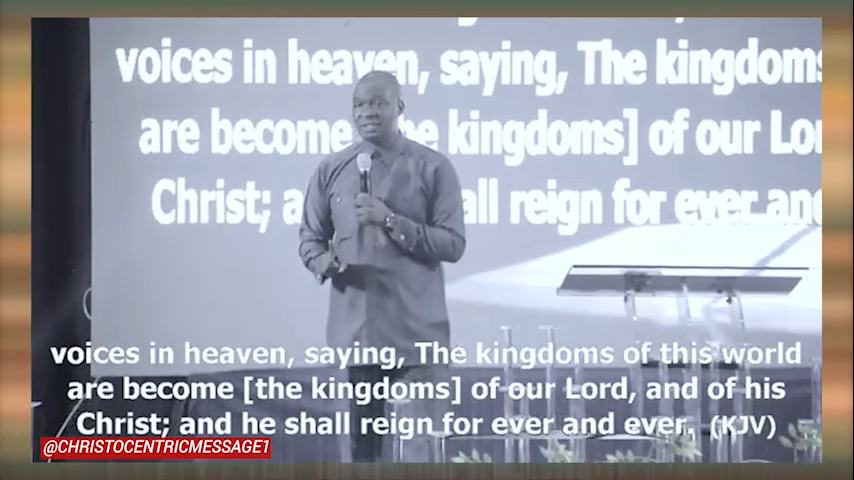 voices in heaven, saying, The kingdoms
are become the kingdoms] of our Lor
Christ; a all reign for ever and
voices in heaven, saying, The kingdoms of this world
are become [the kingdoms] of our Lord, and of his
Christ; and he shall reign for ever and ever. (KJV)
@CHRISTOCENTRICMESSAGE1